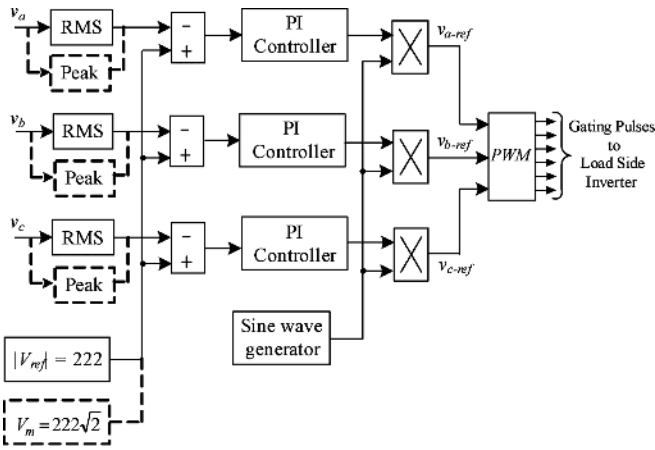 v_a
RMS
Peak
-
+
PI
Controller
v_a-ref
v_b
RMS
Peak
-
+
PI
Controller
v_b-ref
PWM
Gating Pulses
to
Load Side
Inverter
v_c
RMS
Peak
-
+
PI
Controller
v_c-ref
Sine wave
generator
|V_ref| = 222
V_m = 222√2